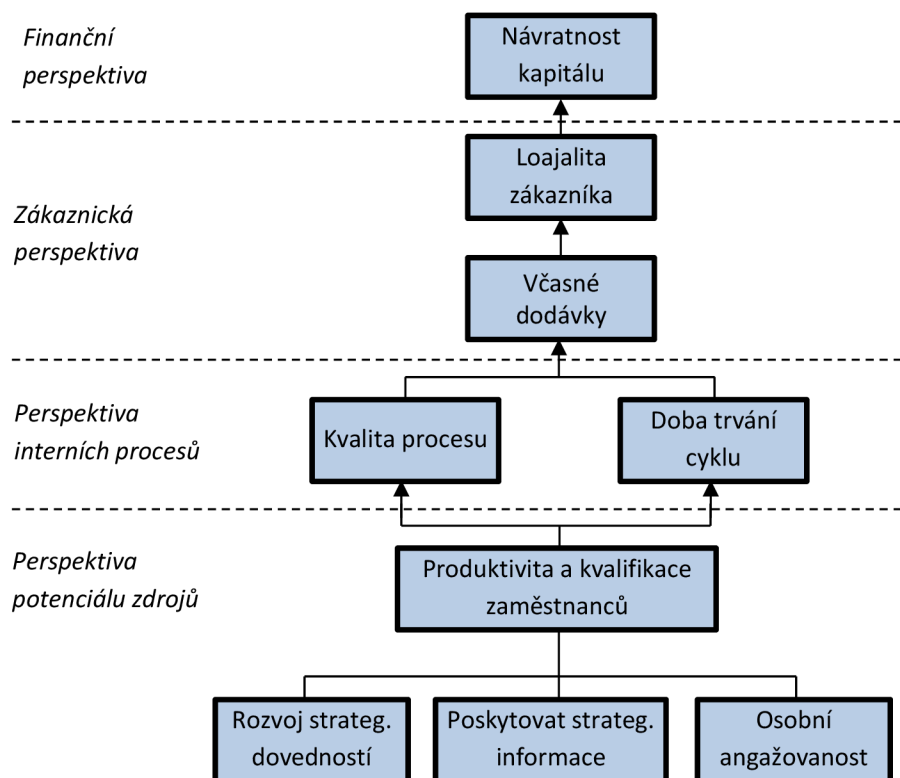 Finanční
perspektiva
Návratnost
kapitálu
Loajalita
zákazníka
Zákaznická
perspektiva
Včasné
dodávky
Perspektiva
interních procesů
Kvalita procesu
Doba trvání
cyklu
Perspektiva
potenciálu zdrojů
Produktivita a kvalifikace
zaměstnanců
Rozvoj strateg.
dovedností
Poskytovat strateg.
informace
Osobní
angažovanost